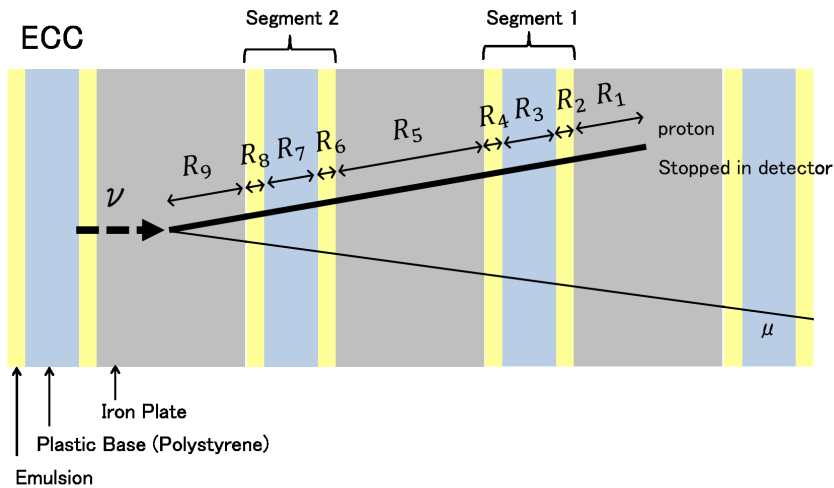 Segment 2
Segment 1
ECC
R₉
R₈
R₇
R₆
R₅
R₄
R₃
R₂
R₁
proton
Stopped in detector
ν
μ
Iron Plate
Plastic Base (Polystyrene)
Emulsion